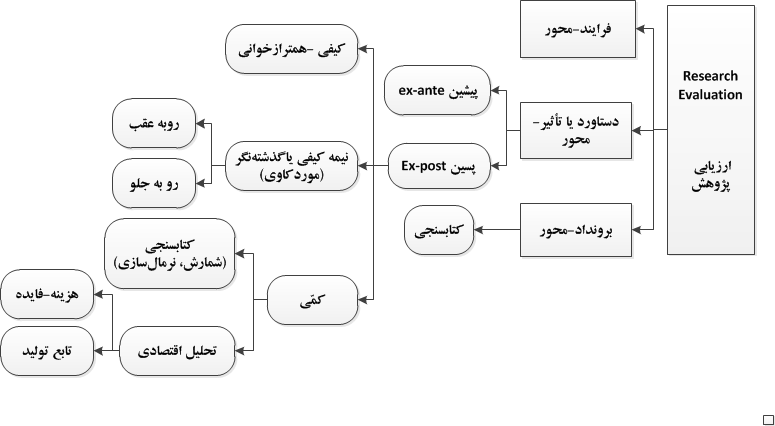 Research
Evaluation
ارزیابی
پژوهش
فرایند-محور
دستاورد یا تأثیر-
محور
برونداد-محور
پیشین ex-ante
پسین Ex-post
کتابسنجی
کیفی -همترازخوانی
نیمه کیفی یاگذشته‌نگر
(موردکاوی)
کمّی
روبه عقب
رو به جلو
کتابسنجی
(شمارش، نرمال‌سازی)
تحلیل اقتصادی
هزینه-فایده
تابع تولید